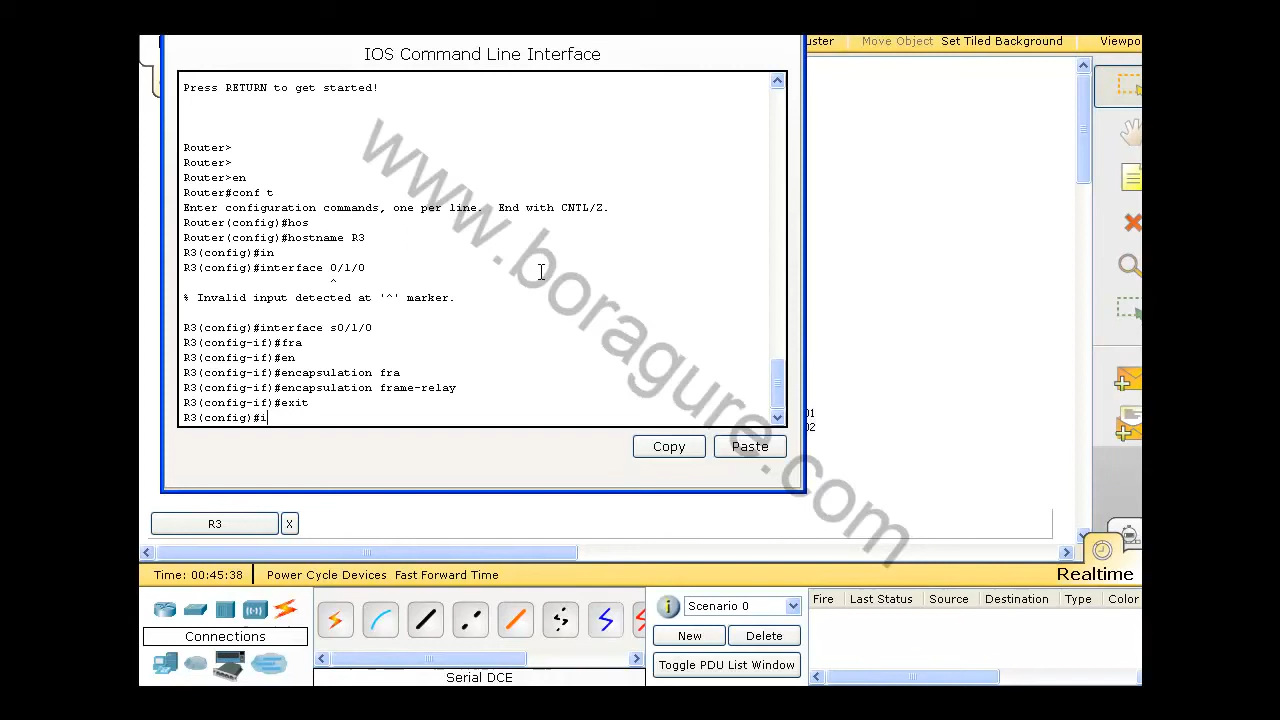 uster Move Object Set Tiled Background Viewpo
IOS Command Line Interface
Press RETURN to get started!
Router>
Router>
Router>en
Router#conf t
Enter configuration commands, one per line.  End with CNTL/Z.
Router(config)#hos
Router(config)#hostname R3
R3(config)#in
R3(config)#interface 0/1/0
^
% Invalid input detected at '^' marker.
R3(config)#interface s0/1/0
R3(config-if)#fra
R3(config-if)#en
R3(config-if)#encapsulation fra
R3(config-if)#encapsulation frame-relay
R3(config-if)#exit
R3(config)#i
01
02
Copy Paste
www.boragure.com
R3 X
Time: 00:45:38 Power Cycle Devices Fast Forward Time
Realtime
Connections
Serial DCE
i Scenario 0
New Delete
Toggle PDU List Window
Fire Last Status Source Destination Type Color